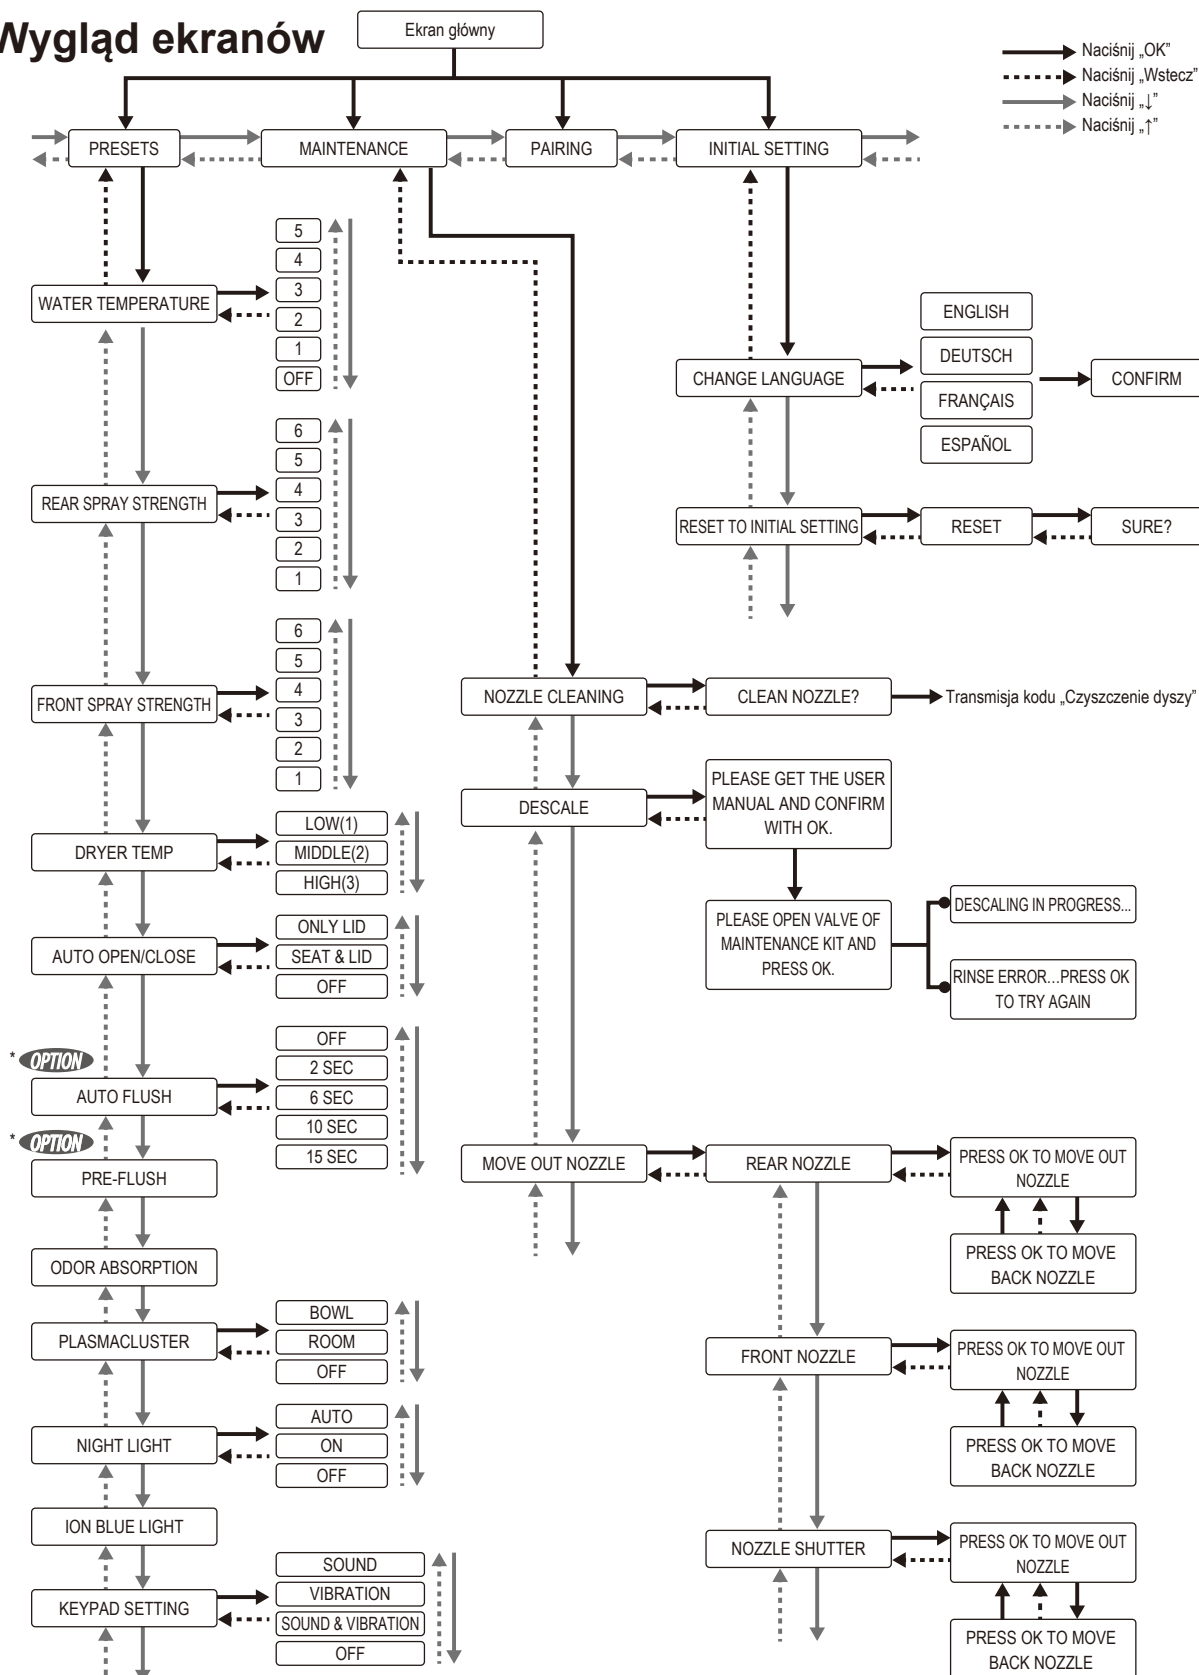 Wygląd ekranów
Ekran główny
Naciśnij „OK”
Naciśnij „Wstecz”
Naciśnij „↓”
Naciśnij „↑”
PRESETS
MAINTENANCE
PAIRING
INITIAL SETTING
WATER TEMPERATURE
5
4
3
2
1
OFF
REAR SPRAY STRENGTH
6
5
4
3
2
1
FRONT SPRAY STRENGTH
6
5
4
3
2
1
DRYER TEMP
LOW(1)
MIDDLE(2)
HIGH(3)
AUTO OPEN/CLOSE
ONLY LID
SEAT & LID
OFF
* OPTION
AUTO FLUSH
OFF
2 SEC
6 SEC
10 SEC
15 SEC
* OPTION
PRE-FLUSH
ODOR ABSORPTION
PLASMACLUSTER
BOWL
ROOM
OFF
NIGHT LIGHT
AUTO
ON
OFF
ION BLUE LIGHT
KEYPAD SETTING
SOUND
VIBRATION
SOUND & VIBRATION
OFF
CHANGE LANGUAGE
ENGLISH
DEUTSCH
FRANÇAIS
ESPAÑOL
CONFIRM
RESET TO INITIAL SETTING
RESET
SURE?
NOZZLE CLEANING
CLEAN NOZZLE?
Transmisja kodu „Czyszczenie dyszy”
DESCALE
PLEASE GET THE USER
MANUAL AND CONFIRM
WITH OK.
PLEASE OPEN VALVE OF
MAINTENANCE KIT AND
PRESS OK.
DESCALING IN PROGRESS...
RINSE ERROR...PRESS OK
TO TRY AGAIN
MOVE OUT NOZZLE
REAR NOZZLE
PRESS OK TO MOVE OUT
NOZZLE
PRESS OK TO MOVE
BACK NOZZLE
FRONT NOZZLE
PRESS OK TO MOVE OUT
NOZZLE
PRESS OK TO MOVE
BACK NOZZLE
NOZZLE SHUTTER
PRESS OK TO MOVE OUT
NOZZLE
PRESS OK TO MOVE
BACK NOZZLE